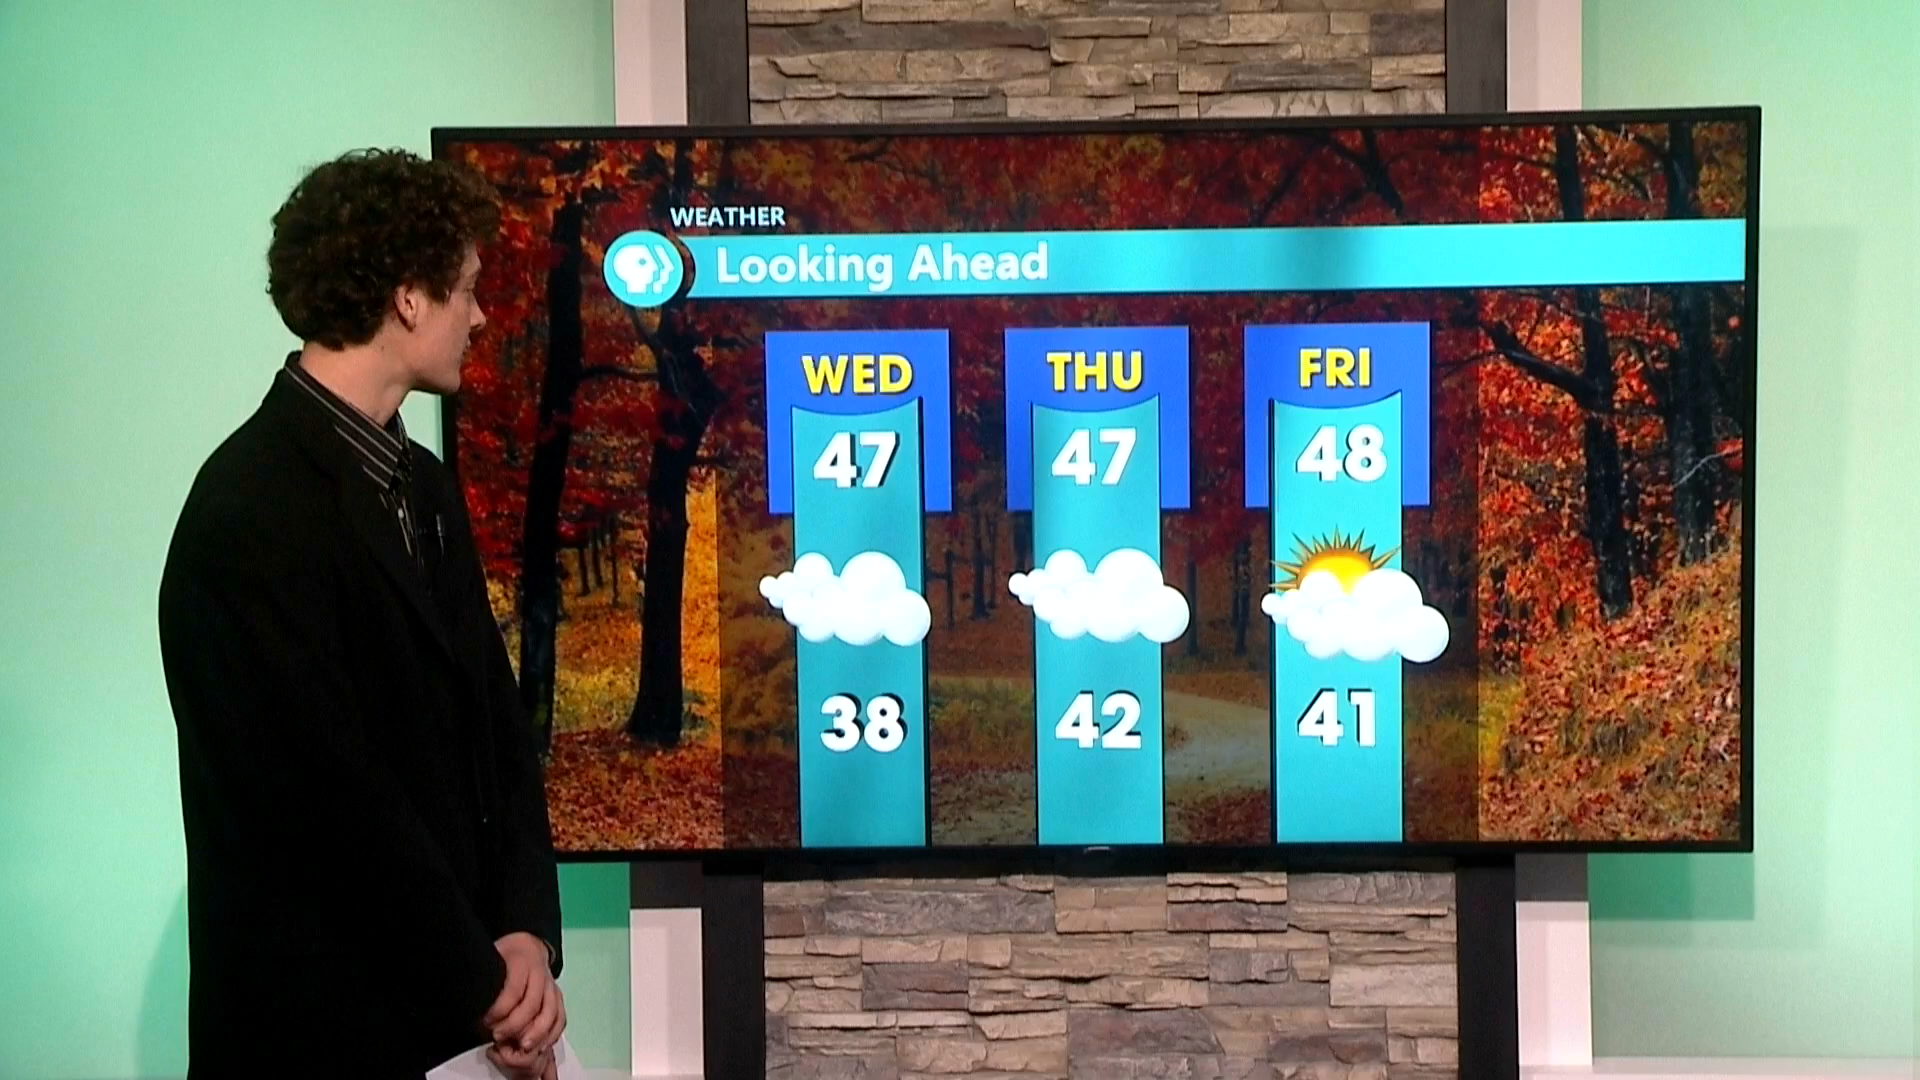 WEATHER
Looking Ahead
WED THU FRI
47 47 48
38 42 41